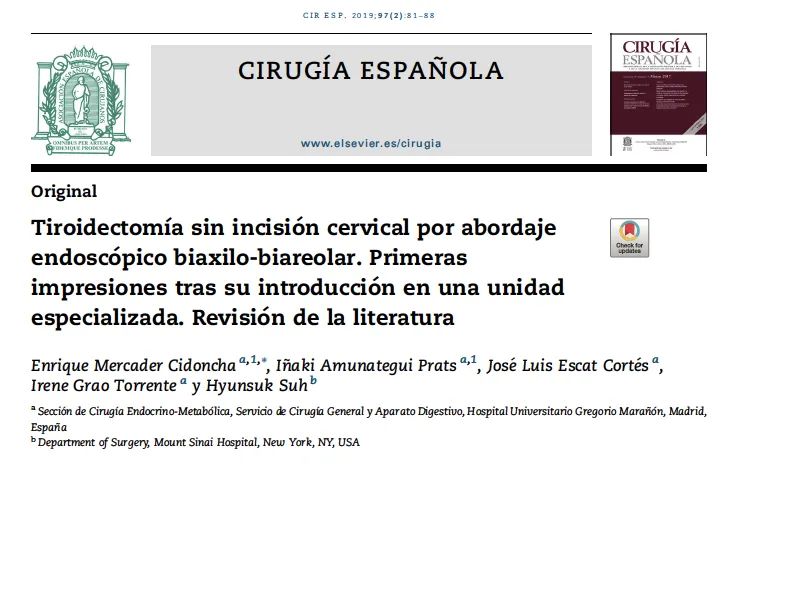 CIR ESP. 2019;97(2):81–88
CIRUGÍA ESPAÑOLA
www.elsevier.es/cirugia
ASOCIACIÓN ESPAÑOLA DE CIRUJANOS
OMNIBUS PER ARTEM
FIDEMQUE PRODESSE
CIRUGÍA
ESPAÑOLA
Check for
updates
Original
Tiroidectomía sin incisión cervical por abordaje
endoscópico biaxilo-biareolar. Primeras
impresiones tras su introducción en una unidad
especializada. Revisión de la literatura
Enrique Mercader Cidoncha a,1,*, Iñaki Amunategui Prats a,1, José Luis Escat Cortés a,
Irene Grao Torrente a y Hyunsuk Suh b
a Sección de Cirugía Endocrino-Metabólica, Servicio de Cirugía General y Aparato Digestivo, Hospital Universitario Gregorio Marañón, Madrid,
España
b Department of Surgery, Mount Sinai Hospital, New York, NY, USA